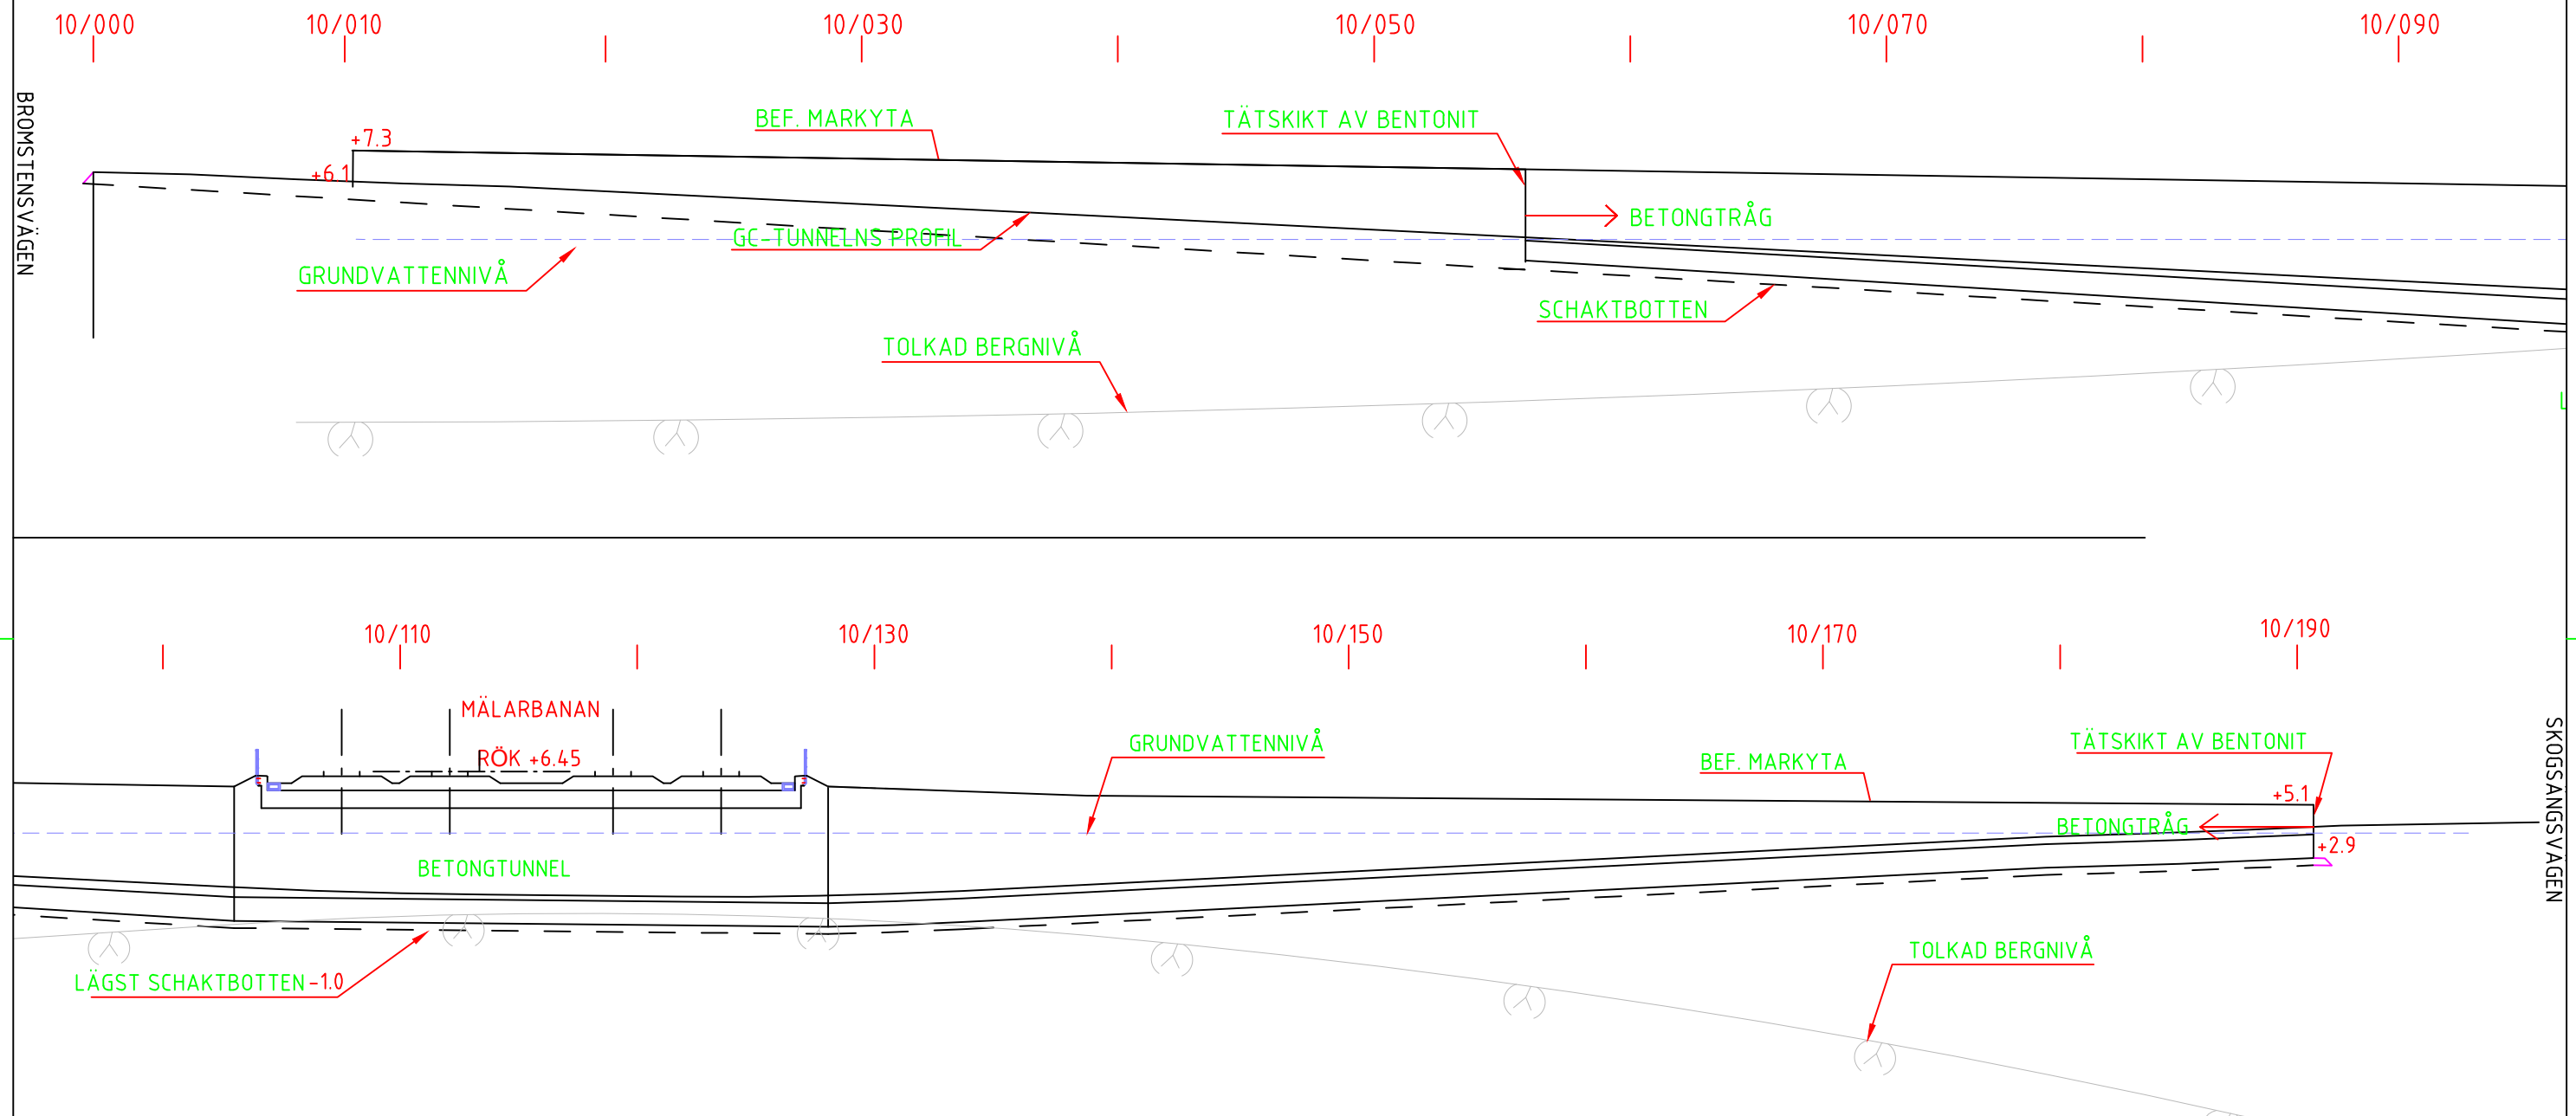 10/000
10/010
10/030
10/050
10/070
10/090
BROMSTENSVÄGEN
+7.3
+6.1
BEF. MARKYTA
TÄTSKIKT AV BENTONIT
BETONGTRÅG
GC-TUNNELNS PROFIL
GRUNDVATTENNIVÅ
SCHAKTBOTTEN
TOLKAD BERGNIVÅ
L
10/110
10/130
10/150
10/170
10/190
MÄLARBANAN
RÖK +6.45
GRUNDVATTENNIVÅ
BEF. MARKYTA
TÄTSKIKT AV BENTONIT
+5.1
BETONGTRÅG
+2.9
BETONGTUNNEL
SKOGSÄNGSVÄGEN
LÄGST SCHAKTBOTTEN -1.0
TOLKAD BERGNIVÅ